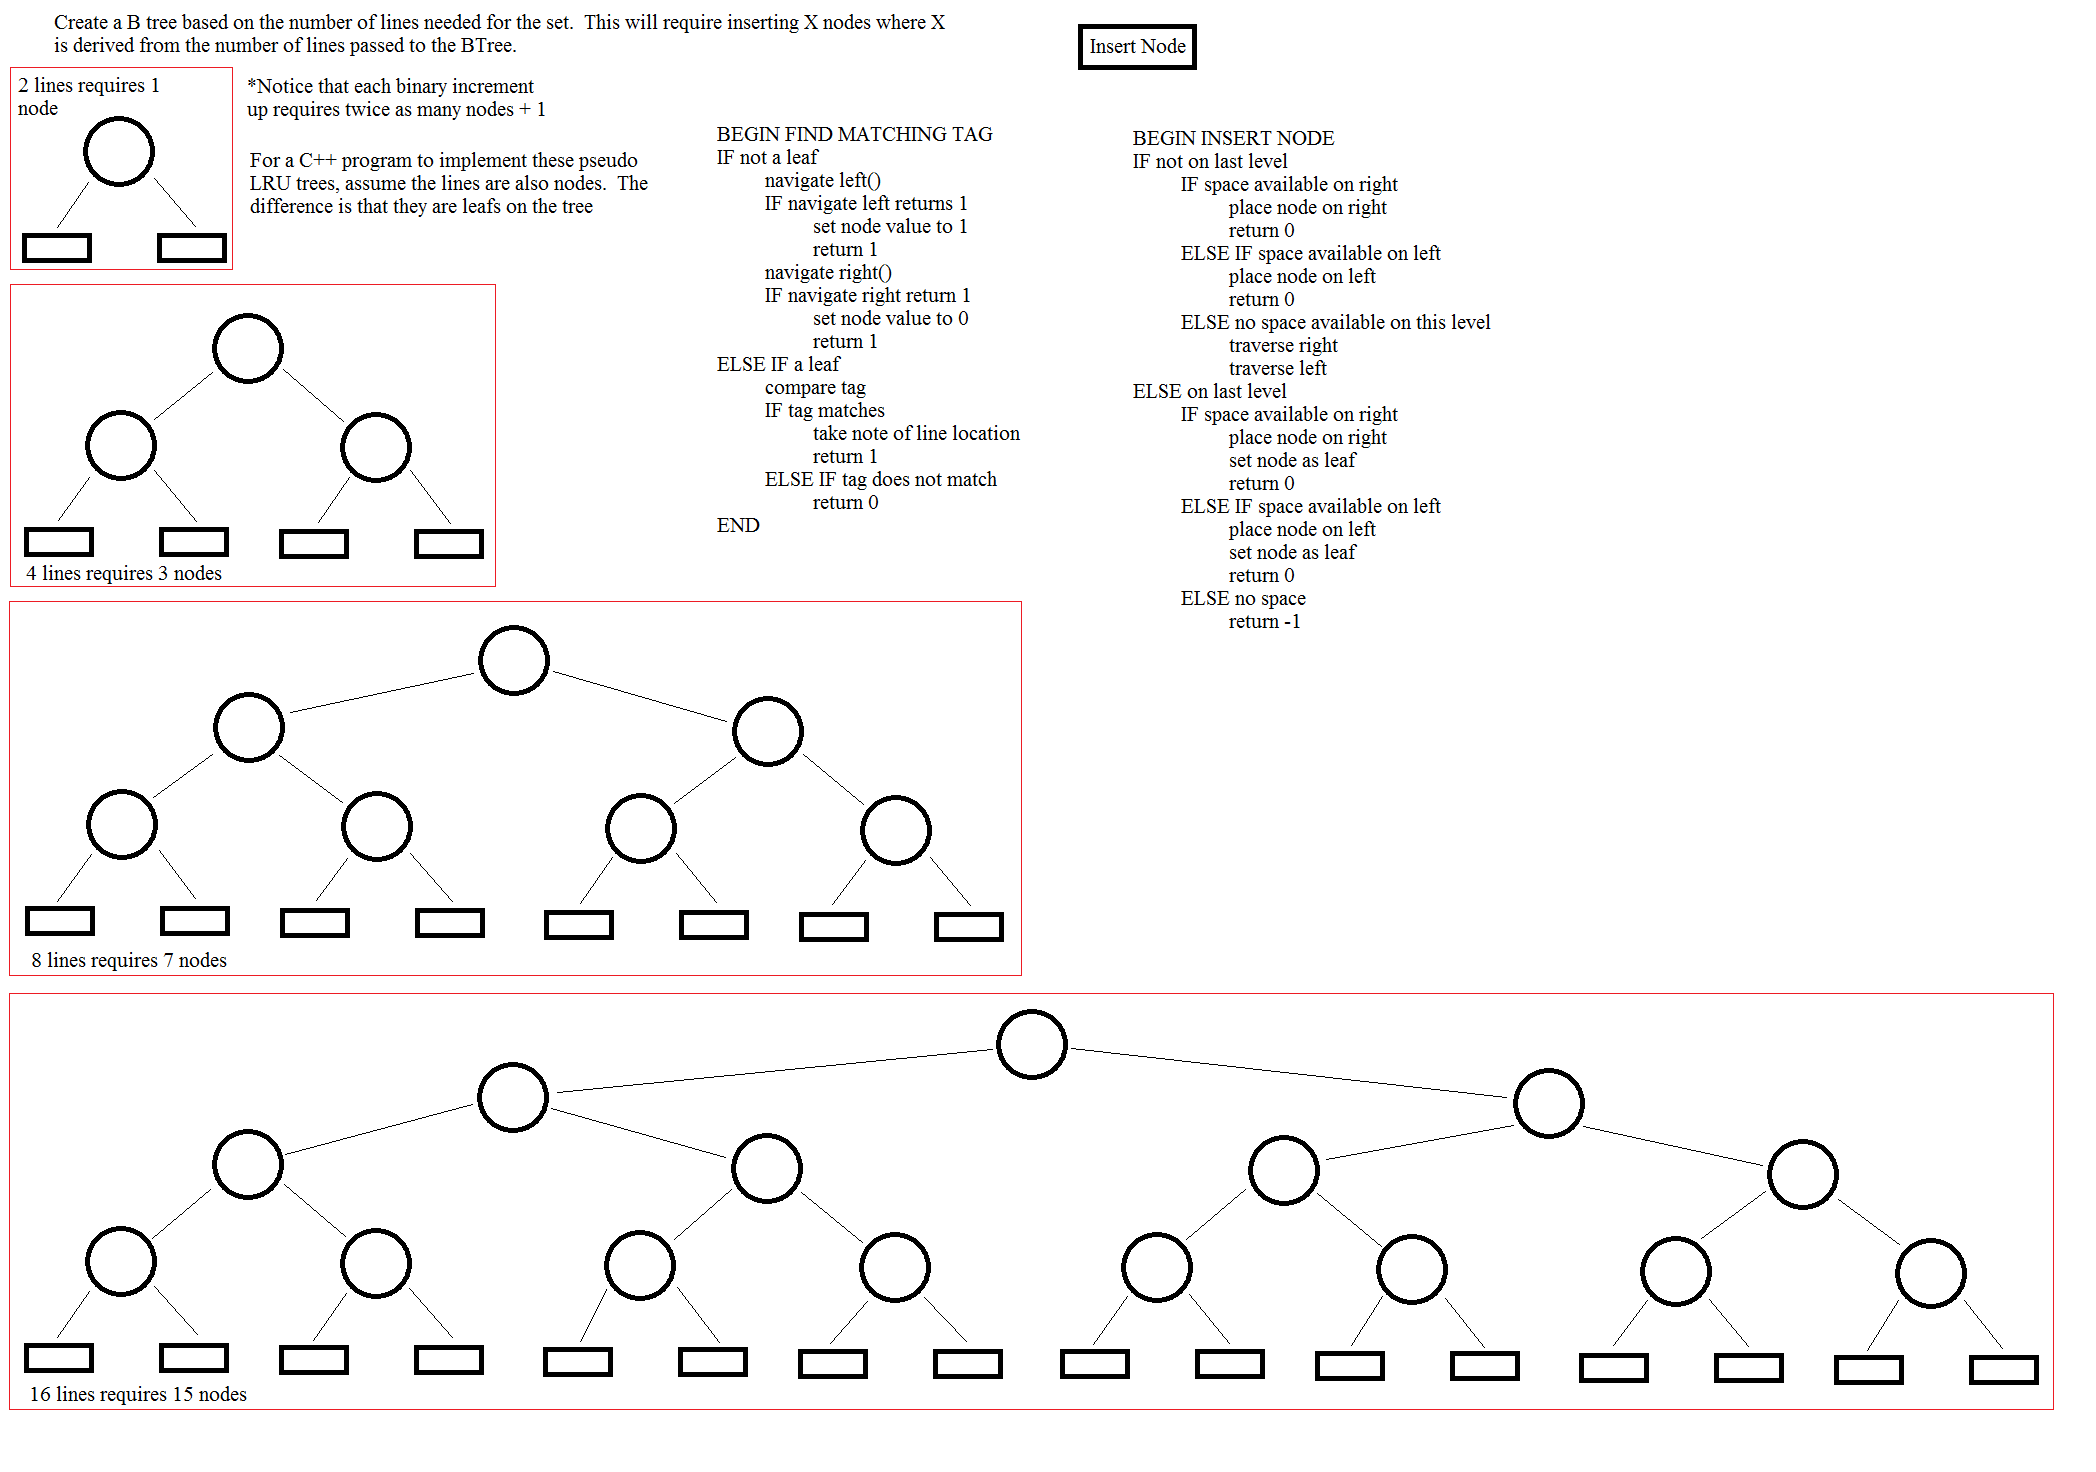 Create a B tree based on the number of lines needed for the set.  This will require inserting X nodes where X
is derived from the number of lines passed to the BTree.
Insert Node
2 lines requires 1
node
*Notice that each binary increment
up requires twice as many nodes + 1
For a C++ program to implement these pseudo
LRU trees, assume the lines are also nodes.  The
difference is that they are leafs on the tree
BEGIN FIND MATCHING TAG
IF not a leaf
navigate left()
IF navigate left returns 1
set node value to 1
return 1
navigate right()
IF navigate right return 1
set node value to 0
return 1
ELSE IF a leaf
compare tag
IF tag matches
take note of line location
return 1
ELSE IF tag does not match
return 0
END
BEGIN INSERT NODE
IF not on last level
IF space available on right
place node on right
return 0
ELSE IF space available on left
place node on left
return 0
ELSE no space available on this level
traverse right
traverse left
ELSE on last level
IF space available on right
place node on right
set node as leaf
return 0
ELSE IF space available on left
place node on left
set node as leaf
return 0
ELSE no space
return -1
4 lines requires 3 nodes
8 lines requires 7 nodes
16 lines requires 15 nodes